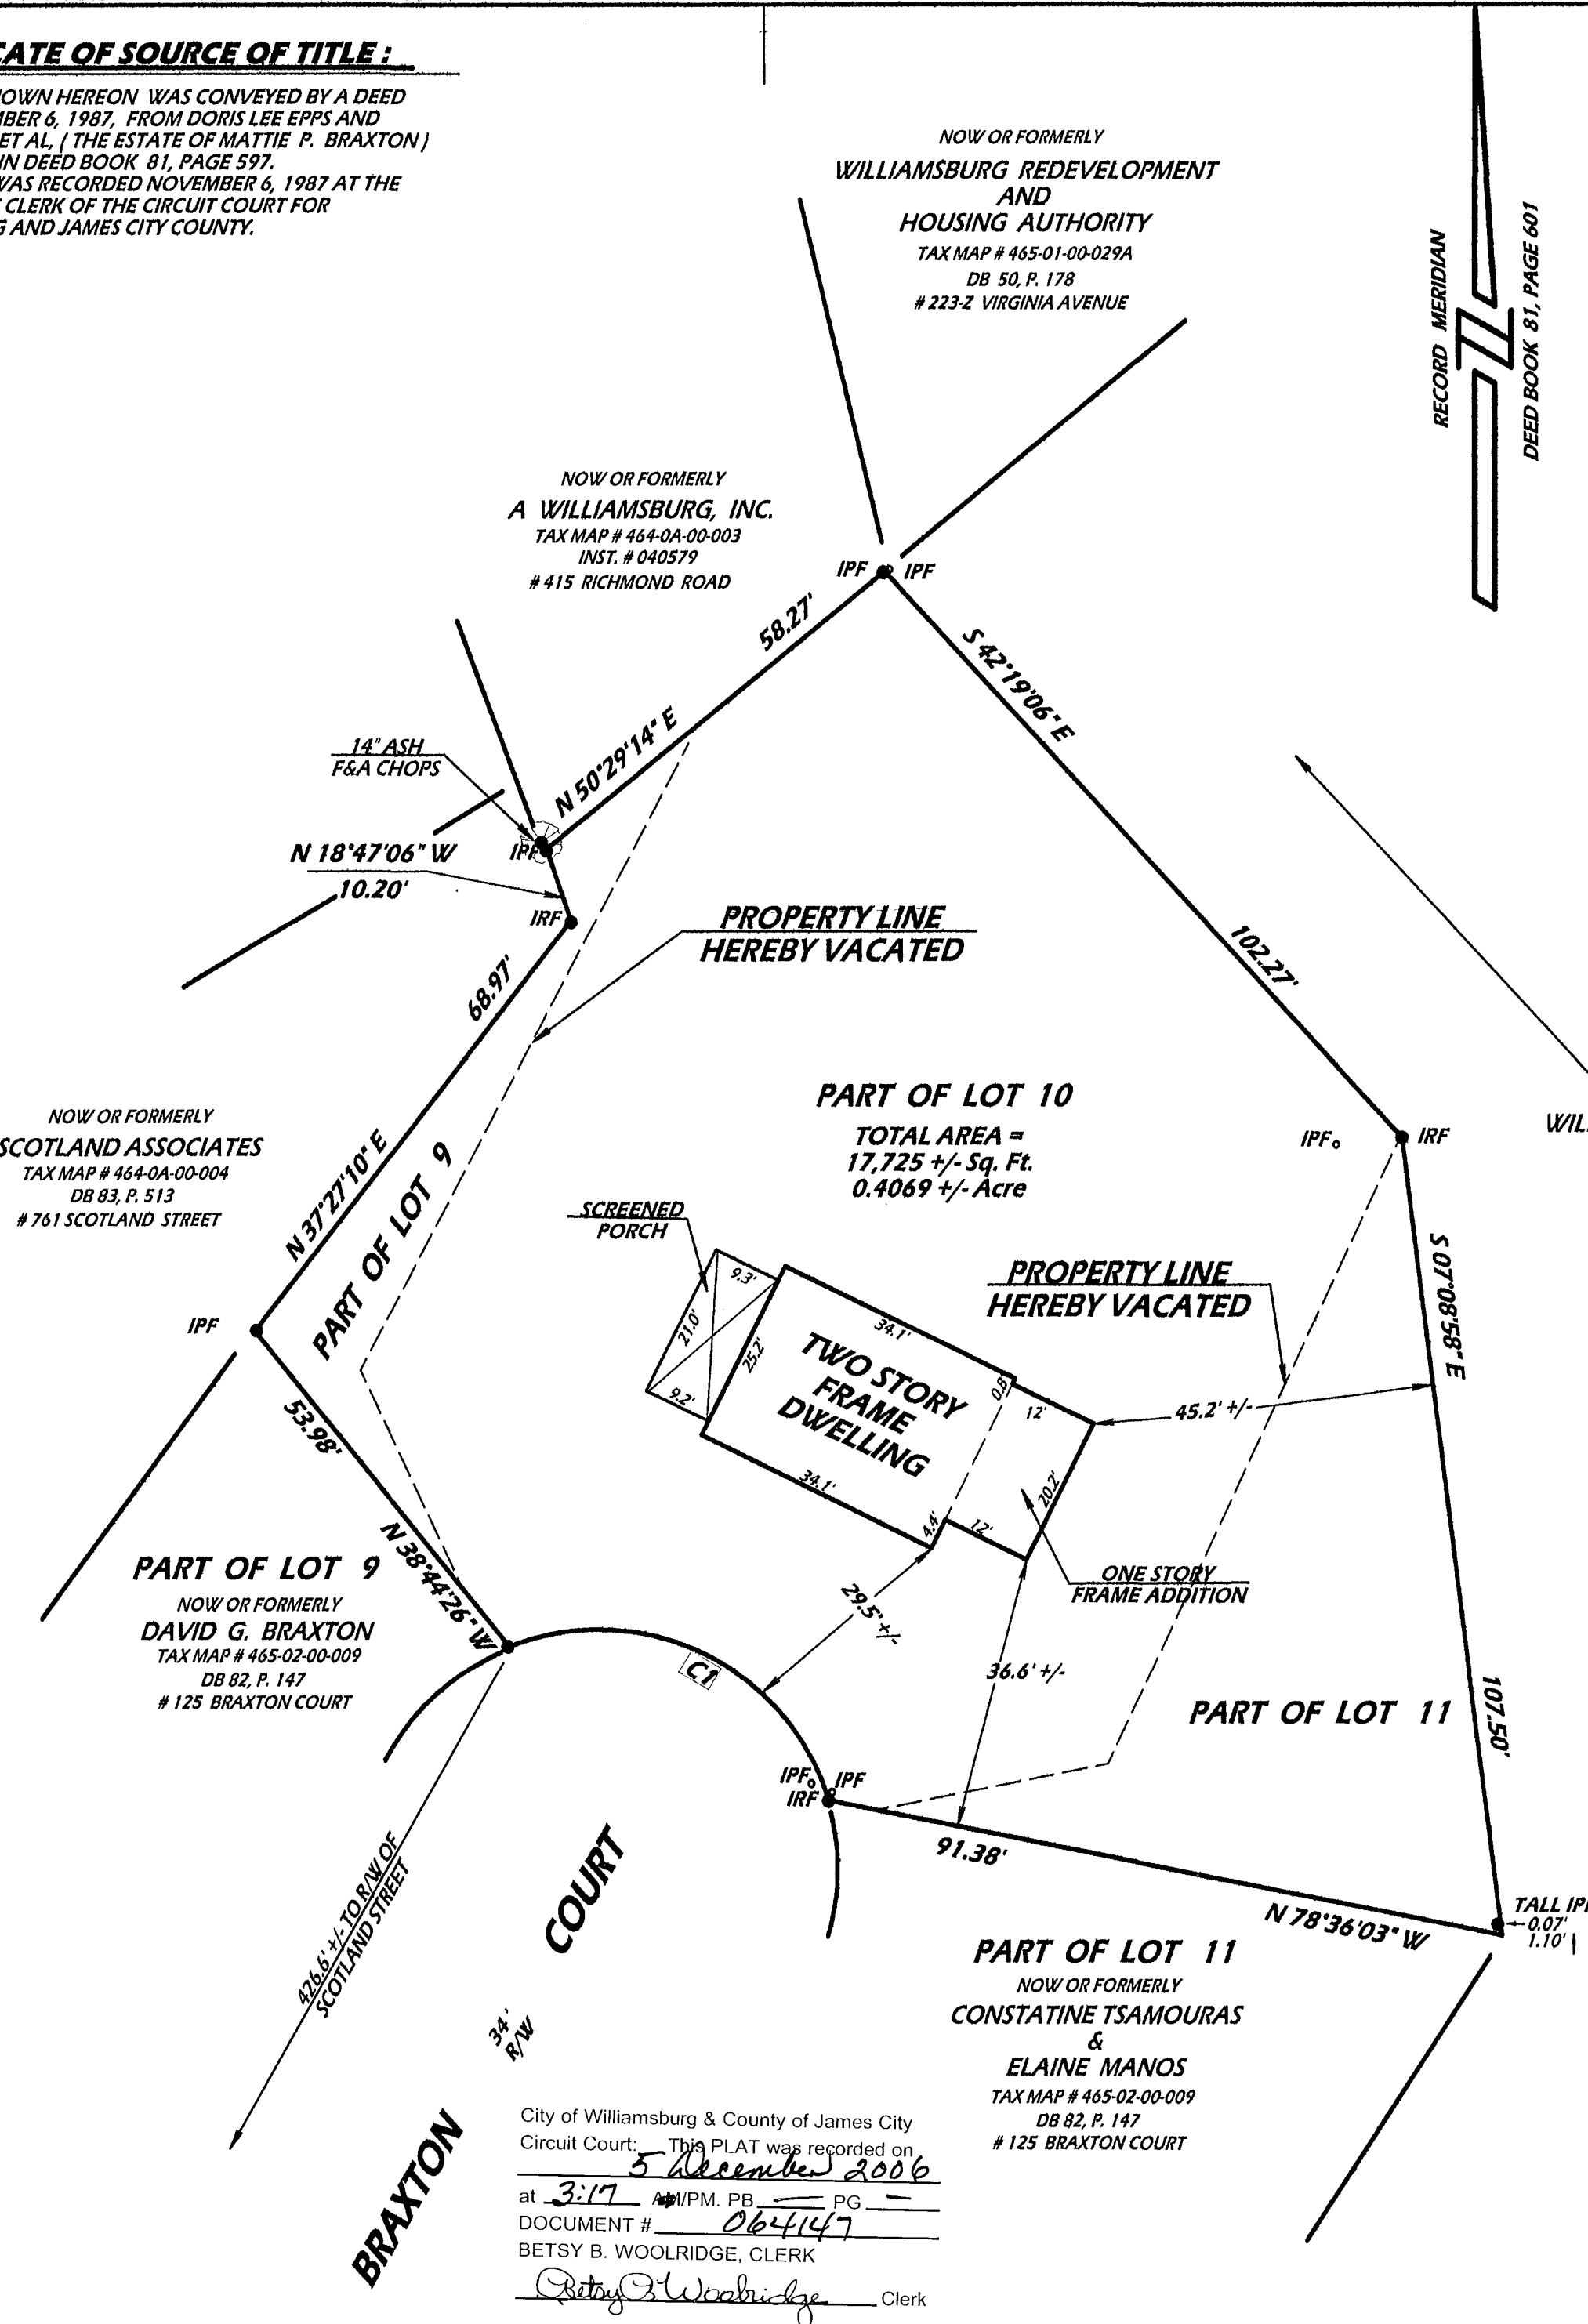 CATE OF SOURCE OF TITLE :
OWN HEREON WAS CONVEYED BY A DEED
MBER 6, 1987, FROM DORIS LEE EPPS AND
ET AL, ( THE ESTATE OF MATTIE P. BRAXTON )
IN DEED BOOK 81, PAGE 597.
WAS RECORDED NOVEMBER 6, 1987 AT THE
CLERK OF THE CIRCUIT COURT FOR
G AND JAMES CITY COUNTY.
NOW OR FORMERLY
WILLIAMSBURG REDEVELOPMENT
AND
HOUSING AUTHORITY
TAX MAP # 465-01-00-029A
DB 50, P. 178
# 223-Z VIRGINIA AVENUE
RECORD MERIDIAN
DEED BOOK 81, PAGE 601
NOW OR FORMERLY
A WILLIAMSBURG, INC.
TAX MAP # 464-0A-00-003
INST. # 040579
# 415 RICHMOND ROAD
IPF
IPF
58.27'
S 42°19'06" E
N 50°29'14" E
14" ASH
F&A CHOPS
IPF
N 18°47'06" W
10.20'
IRF
PROPERTY LINE
HEREBY VACATED
102.27'
68.97'
PART OF LOT 10
TOTAL AREA =
17,725 +/- Sq. Ft.
0.4069 +/- Acre
IPF
IRF
WIL
NOW OR FORMERLY
SCOTLAND ASSOCIATES
TAX MAP # 464-0A-00-004
DB 83, P. 513
# 761 SCOTLAND STREET
N 37°27'10" E
PART OF LOT 9
SCREENED
PORCH
PROPERTY LINE
HEREBY VACATED
S 07°08'58" E
IPF
9.3'
21.0'
25.2'
9.2'
34.1'
TWO STORY
FRAME
DWELLING
0.8'
12'
45.2' +/-
53.98'
34.1'
4.4'
12'
20.2'
N 38°44'26" W
ONE STORY
FRAME ADDITION
PART OF LOT 9
NOW OR FORMERLY
DAVID G. BRAXTON
TAX MAP # 465-02-00-009
DB 82, P. 147
# 125 BRAXTON COURT
C1
29.5' +/-
36.6' +/-
PART OF LOT 11
107.50'
IPF
IPF
IRF
91.38'
N 78°36'03" W
TALL IPF
0.07'
1.10'
426.6' +/- TO R/W OF
SCOTLAND STREET
COURT
34'
R/W
BRAXTON
PART OF LOT 11
NOW OR FORMERLY
CONSTATINE TSAMOURAS
&
ELAINE MANOS
TAX MAP # 465-02-00-009
DB 82, P. 147
# 125 BRAXTON COURT
City of Williamsburg & County of James City
Circuit Court: This PLAT was recorded on
5 December 2006
at 3:17 AM/PM. PB — PG —
DOCUMENT # 064147
BETSY B. WOOLRIDGE, CLERK
Betsy B Woolridge Clerk